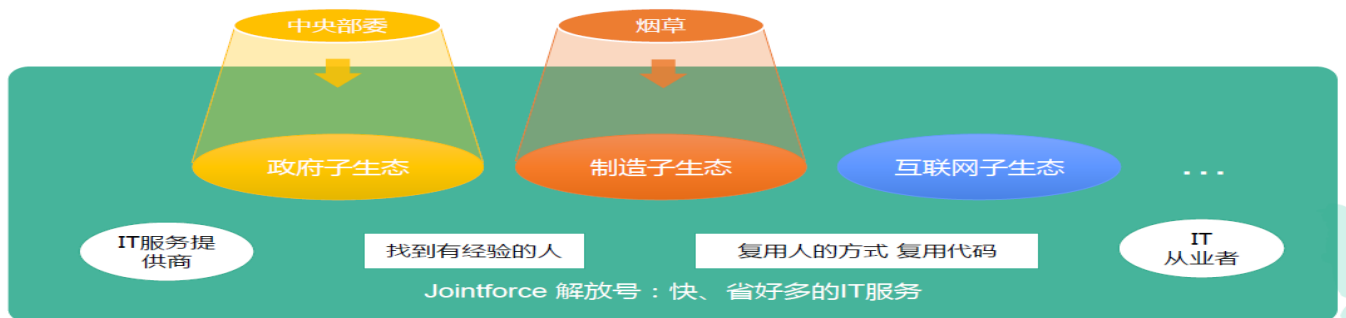 中央部委
烟草
政府子生态
制造子生态
互联网子生态
...
IT服务提
供商
找到有经验的人
复用人的方式 复用代码
IT
从业者
Jointforce 解放号：快、省好多的IT服务